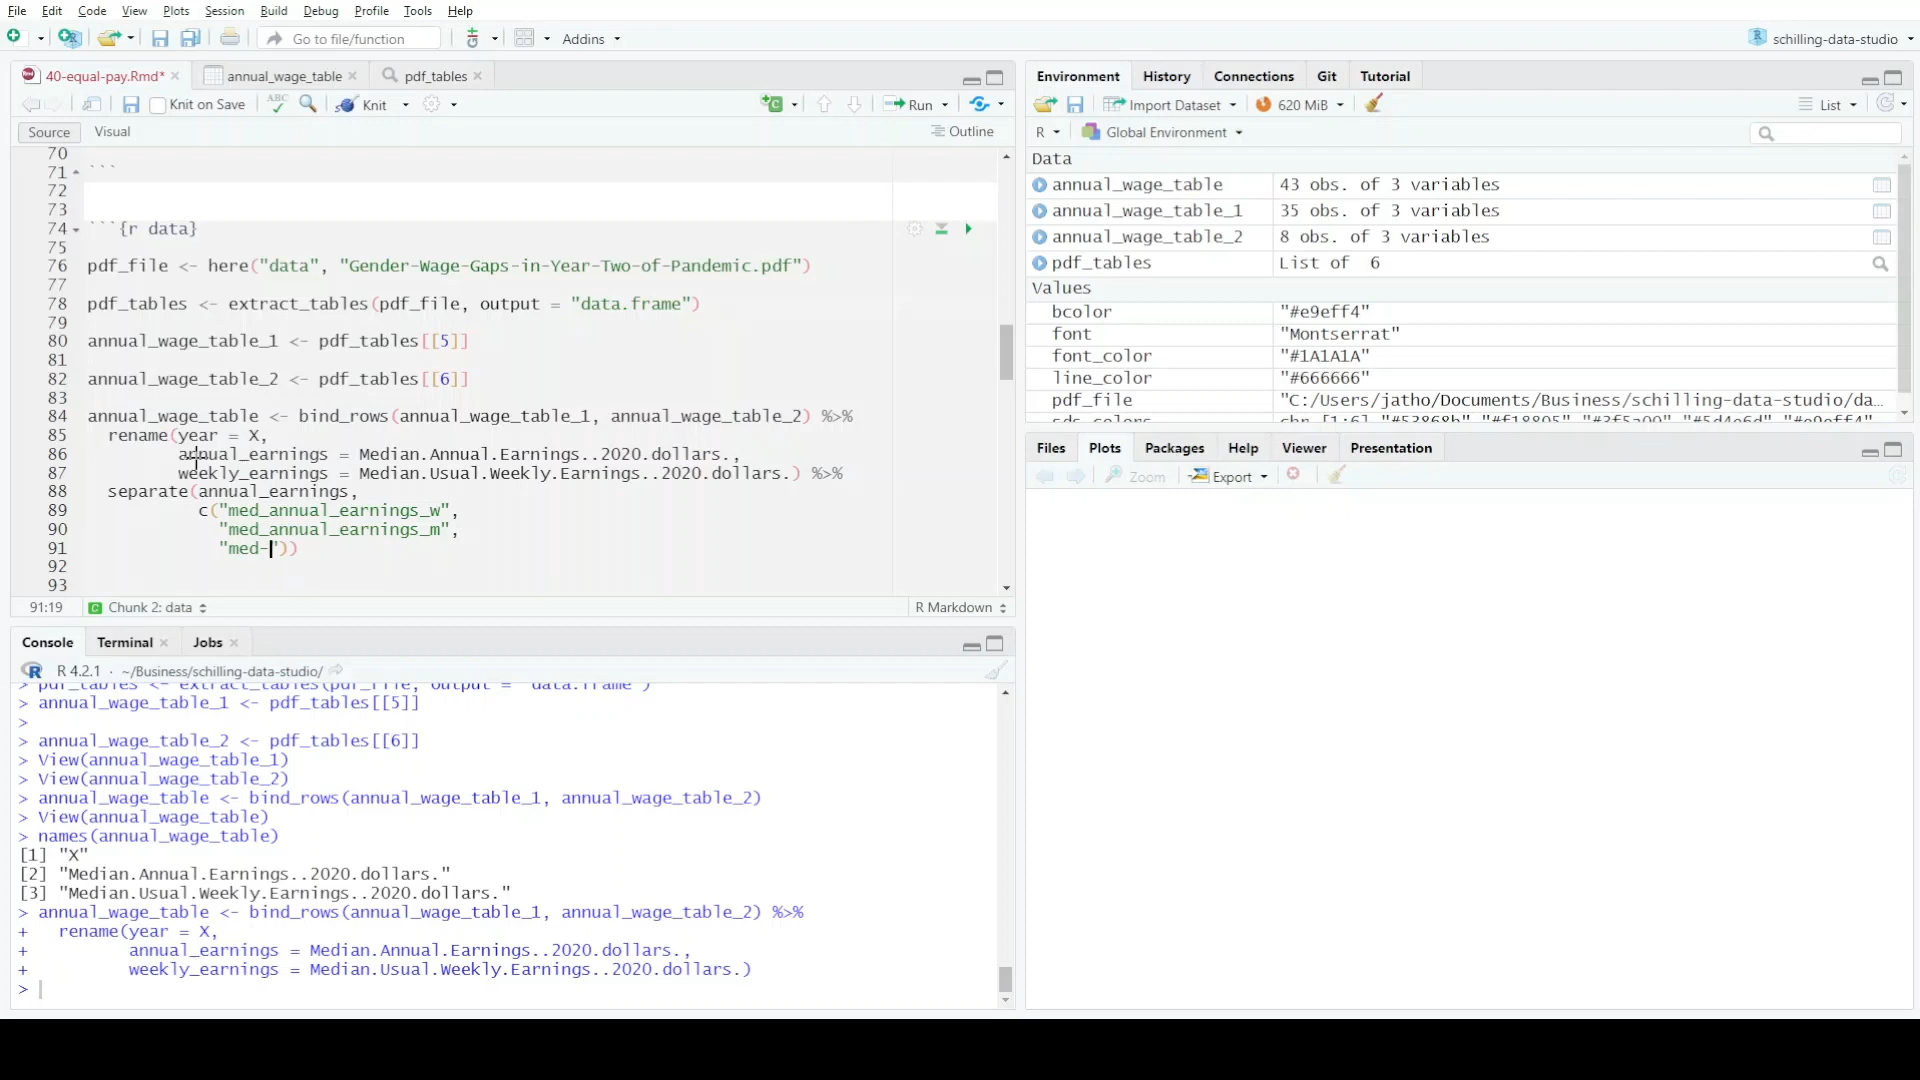 File Edit Code View Plots Session Build Debug Profile Tools Help
Go to file/function Addins schilling-data-studio
40-equal-pay.Rmd* annual_wage_table pdf_tables
Knit on Save ABC Knit Run
Source Visual Outline
70
71 ```
72
73
74 ```{r data}
75
76 pdf_file <- here("data", "Gender-Wage-Gaps-in-Year-Two-of-Pandemic.pdf")
77
78 pdf_tables <- extract_tables(pdf_file, output = "data.frame")
79
80 annual_wage_table_1 <- pdf_tables[[5]]
81
82 annual_wage_table_2 <- pdf_tables[[6]]
83
84 annual_wage_table <- bind_rows(annual_wage_table_1, annual_wage_table_2) %>%
85 rename(year = X,
86 annual_earnings = Median.Annual.Earnings..2020.dollars.,
87 weekly_earnings = Median.Usual.Weekly.Earnings..2020.dollars.) %>%
88 separate(annual_earnings,
89 c("med_annual_earnings_w",
90 "med_annual_earnings_m",
91 "med-"))
92
93
91:19 Chunk 2: data R Markdown
Console Terminal Jobs
R 4.2.1 · ~/Business/schilling-data-studio/
> pdf_tables <- extract_tables(pdf_file, output = "data.frame")
> annual_wage_table_1 <- pdf_tables[[5]]
>
> annual_wage_table_2 <- pdf_tables[[6]]
> View(annual_wage_table_1)
> View(annual_wage_table_2)
> annual_wage_table <- bind_rows(annual_wage_table_1, annual_wage_table_2)
> View(annual_wage_table)
> names(annual_wage_table)
[1] "X"
[2] "Median.Annual.Earnings..2020.dollars."
[3] "Median.Usual.Weekly.Earnings..2020.dollars."
> annual_wage_table <- bind_rows(annual_wage_table_1, annual_wage_table_2) %>%
+ rename(year = X,
+ annual_earnings = Median.Annual.Earnings..2020.dollars.,
+ weekly_earnings = Median.Usual.Weekly.Earnings..2020.dollars.)
>
Environment History Connections Git Tutorial
Import Dataset 620 MiB List
R Global Environment
Data
annual_wage_table 43 obs. of 3 variables
annual_wage_table_1 35 obs. of 3 variables
annual_wage_table_2 8 obs. of 3 variables
pdf_tables List of 6
Values
bcolor "#e9eff4"
font "Montserrat"
font_color "#1A1A1A"
line_color "#666666"
pdf_file "C:/Users/jatho/Documents/Business/schilling-data-studio/da…
sds_colors chr [1:6]
Files Plots Packages Help Viewer Presentation
Zoom Export